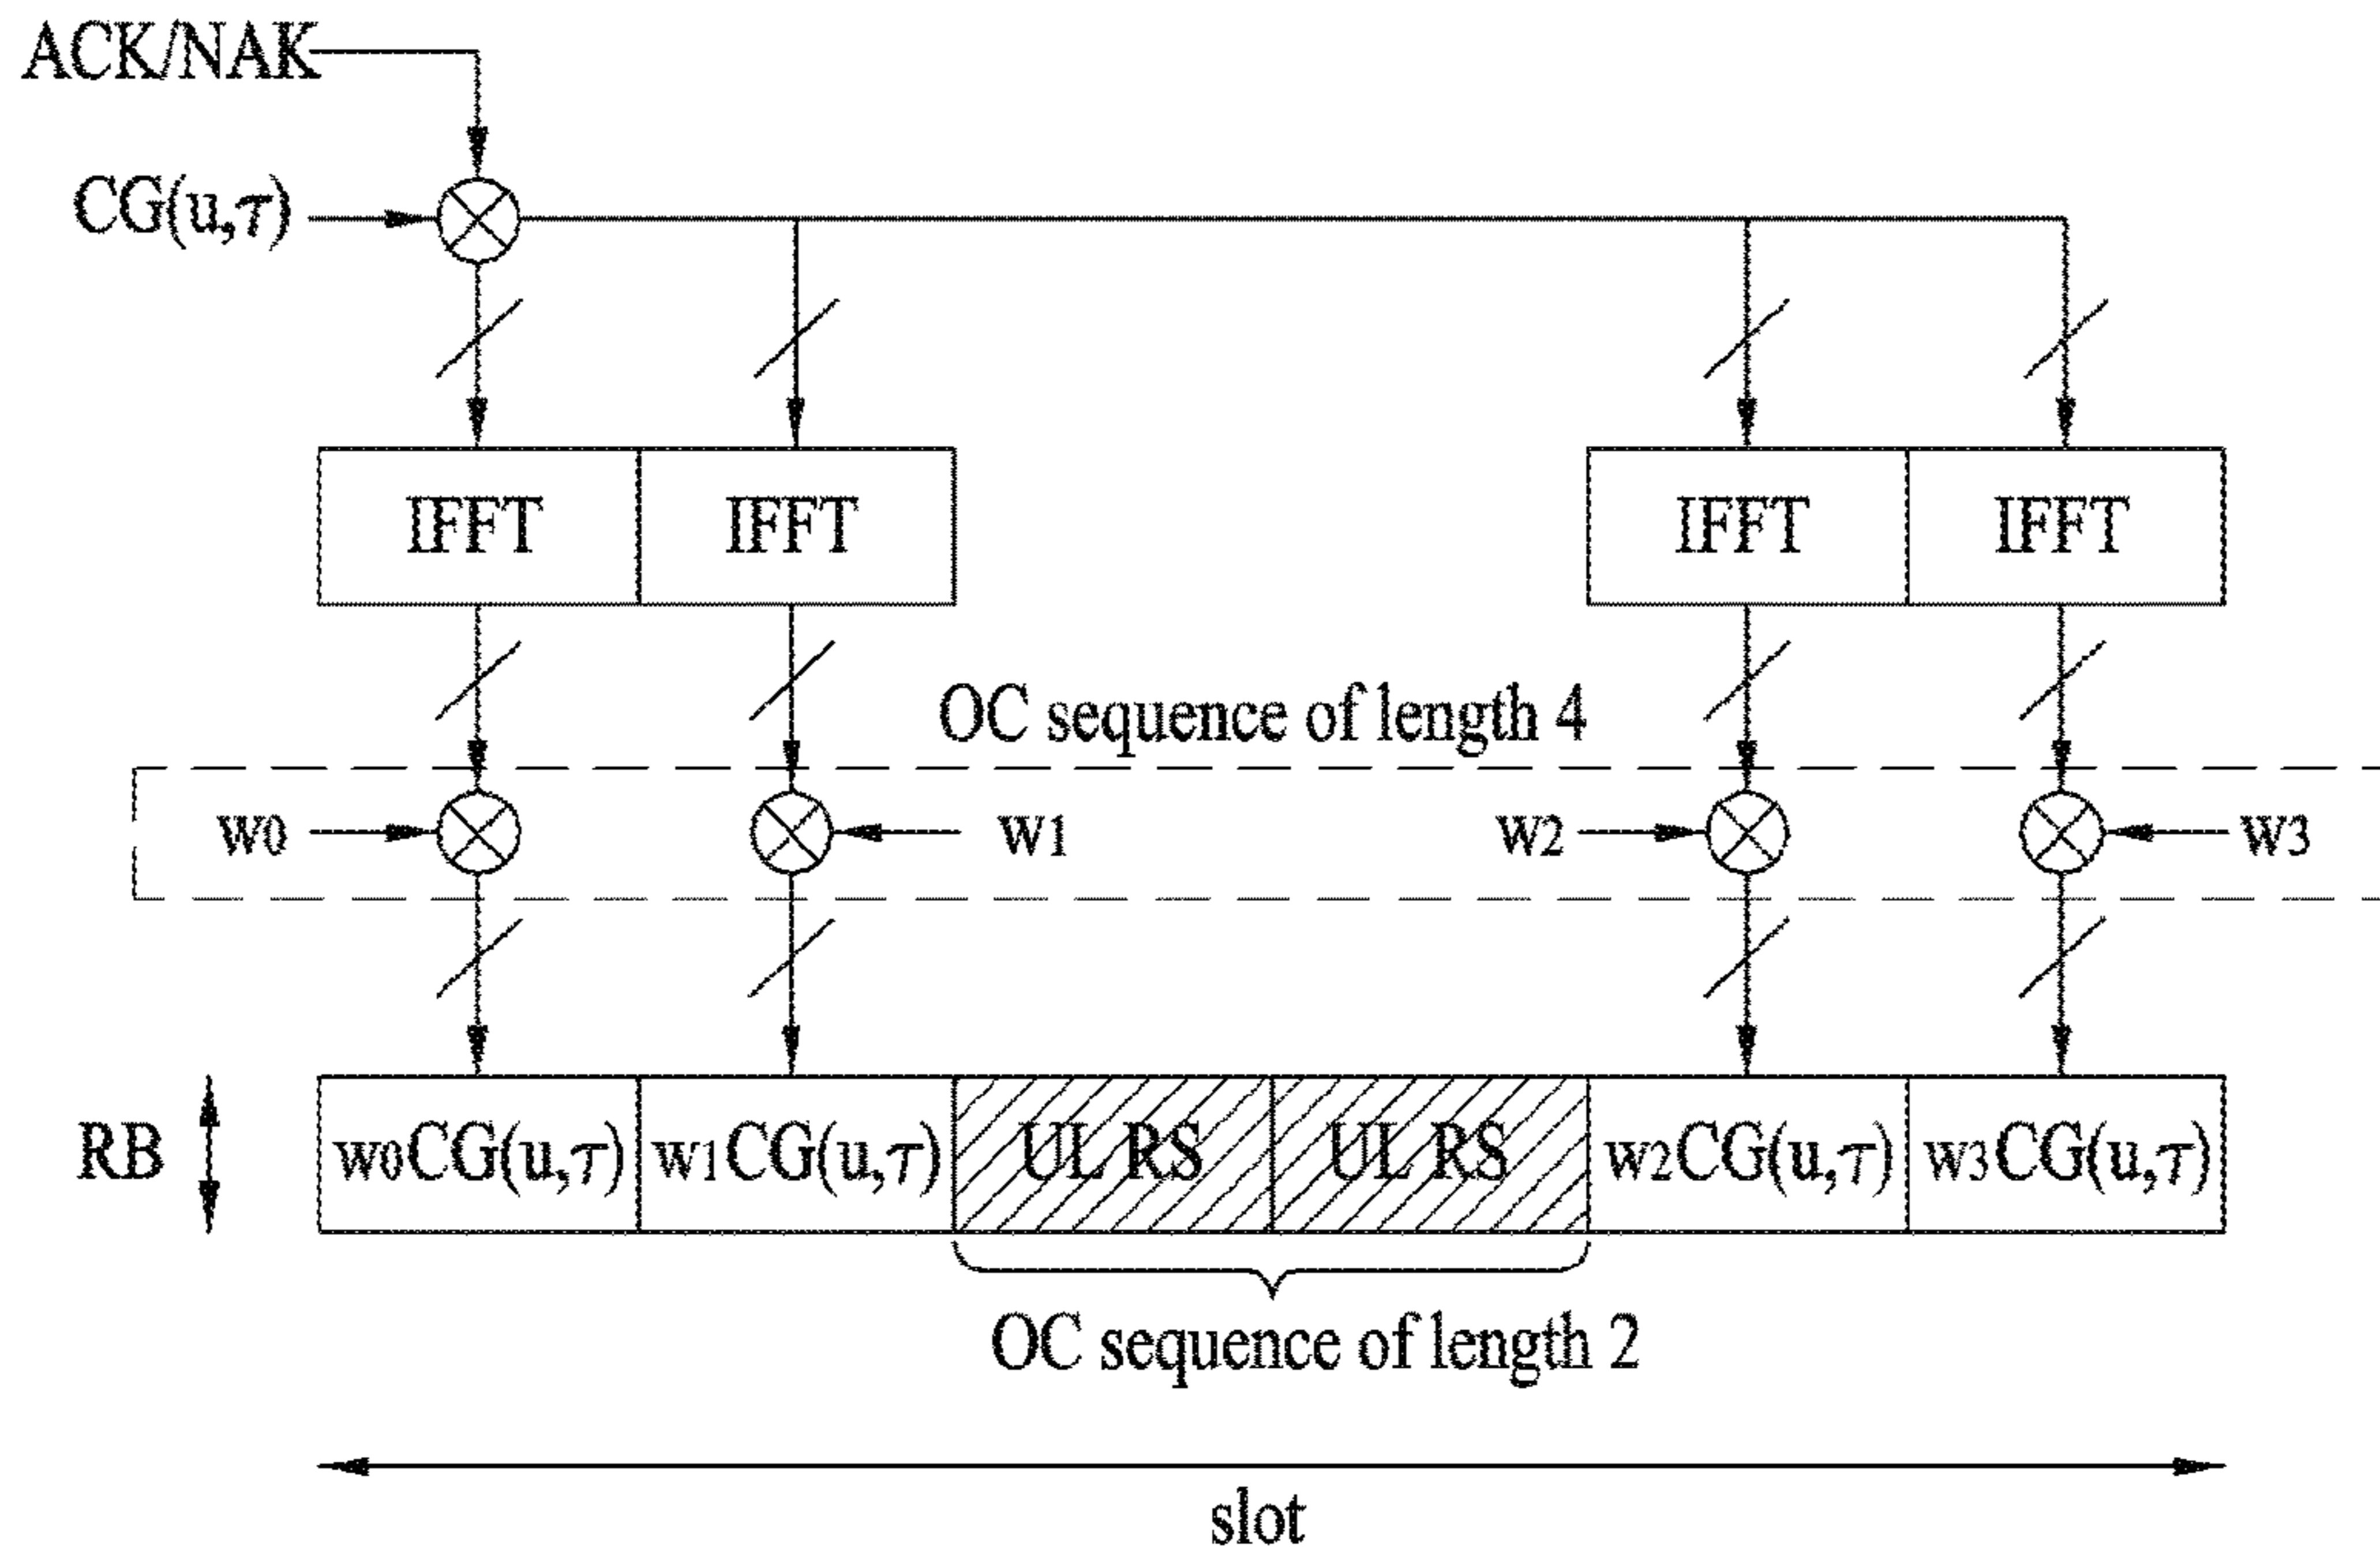 ACK/NAK
CG(u,τ)
IFFT IFFT IFFT IFFT
OC sequence of length 4
w0 w1 w2 w3
RB w0CG(u,τ) w1CG(u,τ) UL RS UL RS w2CG(u,τ) w3CG(u,τ)
OC sequence of length 2
slot